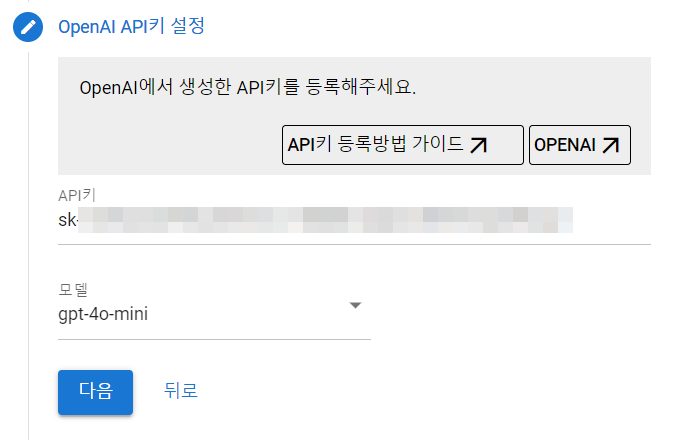 OpenAI API키 설정
OpenAI에서 생성한 API키를 등록해주세요.
API키 등록방법 가이드
OPENAI
API키
sk-
모델
gpt-4o-mini
다음
뒤로